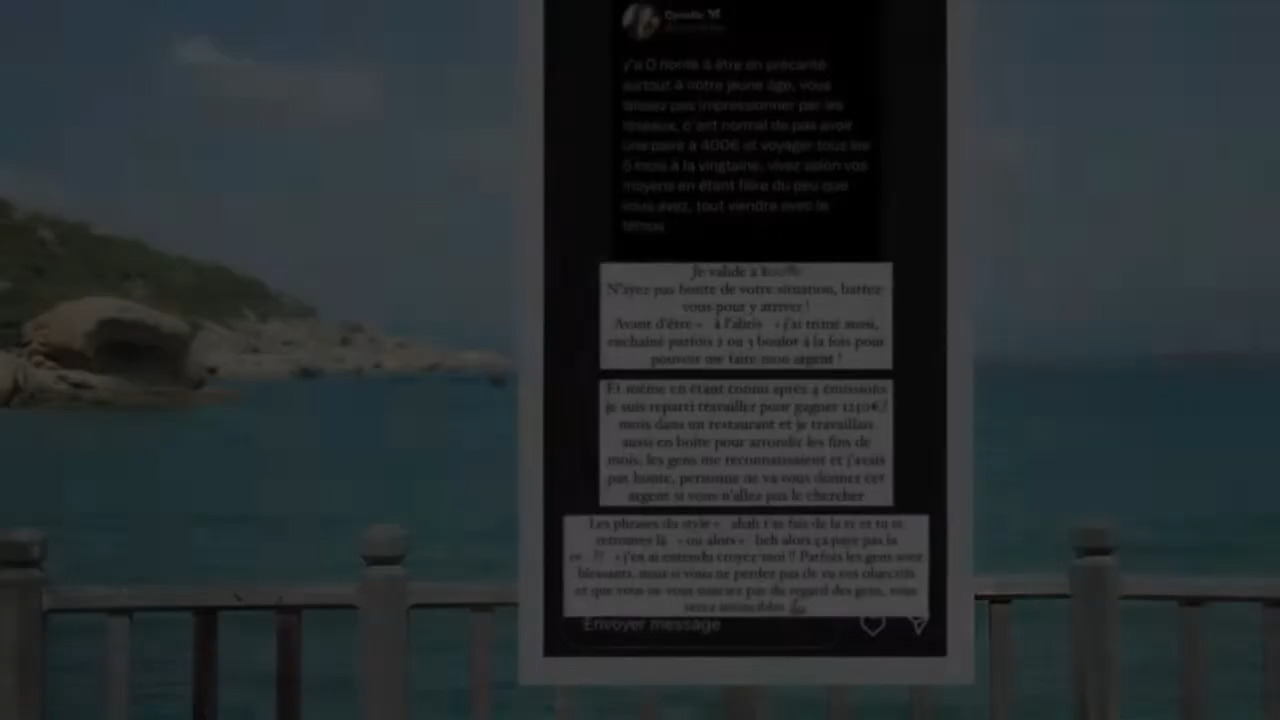 y'a 0 honte à être en précarité
surtout à notre jeune âge, vous
laissez pas impressionner par les
réseaux, c'est normal de pas avoir
une paire à 400€ et voyager tous les
6 mois à la vingtaine, vivez selon vos
moyens en étant fière du peu que
vous avez, tout viendra avec le
temps
Je valide à
N'ayez pas honte de votre situation, battez
vous pour y arriver !
Avant d'être « à l'abris » j'ai trimé aussi,
enchaîné parfois 2 ou 3 boulot à la fois pour
pouvoir me faire mon argent !
Et même en étant connu après 4 émissions
je suis reparti travailler pour gagner 1250€/
mois dans un restaurant et je travaillais
aussi en boite pour arrondir les fins de
mois, les gens me reconnaissaient et j'avais
pas honte, personne ne va vous donner cet
argent si vous n'allez pas le chercher
Les phrases du style « ahah t'as fais de la tv et tu te
retrouves là » ou alors « beh alors ça paye pas la
tv ?? » j'en ai entendu croyez-moi !! Parfois les gens sont
blessants, mais si vous ne perdez pas de vu vos objectifs
et que vous ne vous souciez pas du regard des gens, vous
serez invincibles
Envoyer message